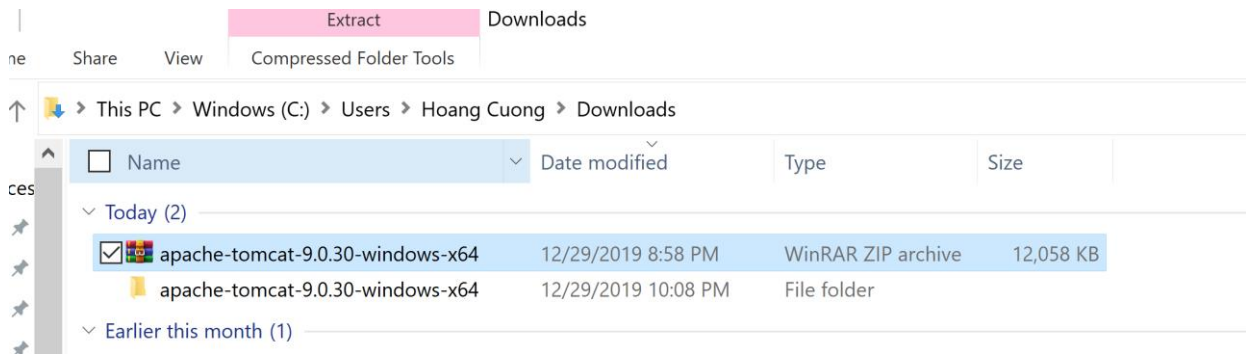 Extract Downloads
ne Share View Compressed Folder Tools
This PC > Windows (C:) > Users > Hoang Cuong > Downloads
Name Date modified Type Size
ces
Today (2)
apache-tomcat-9.0.30-windows-x64 12/29/2019 8:58 PM WinRAR ZIP archive 12,058 KB
apache-tomcat-9.0.30-windows-x64 12/29/2019 10:08 PM File folder
Earlier this month (1)